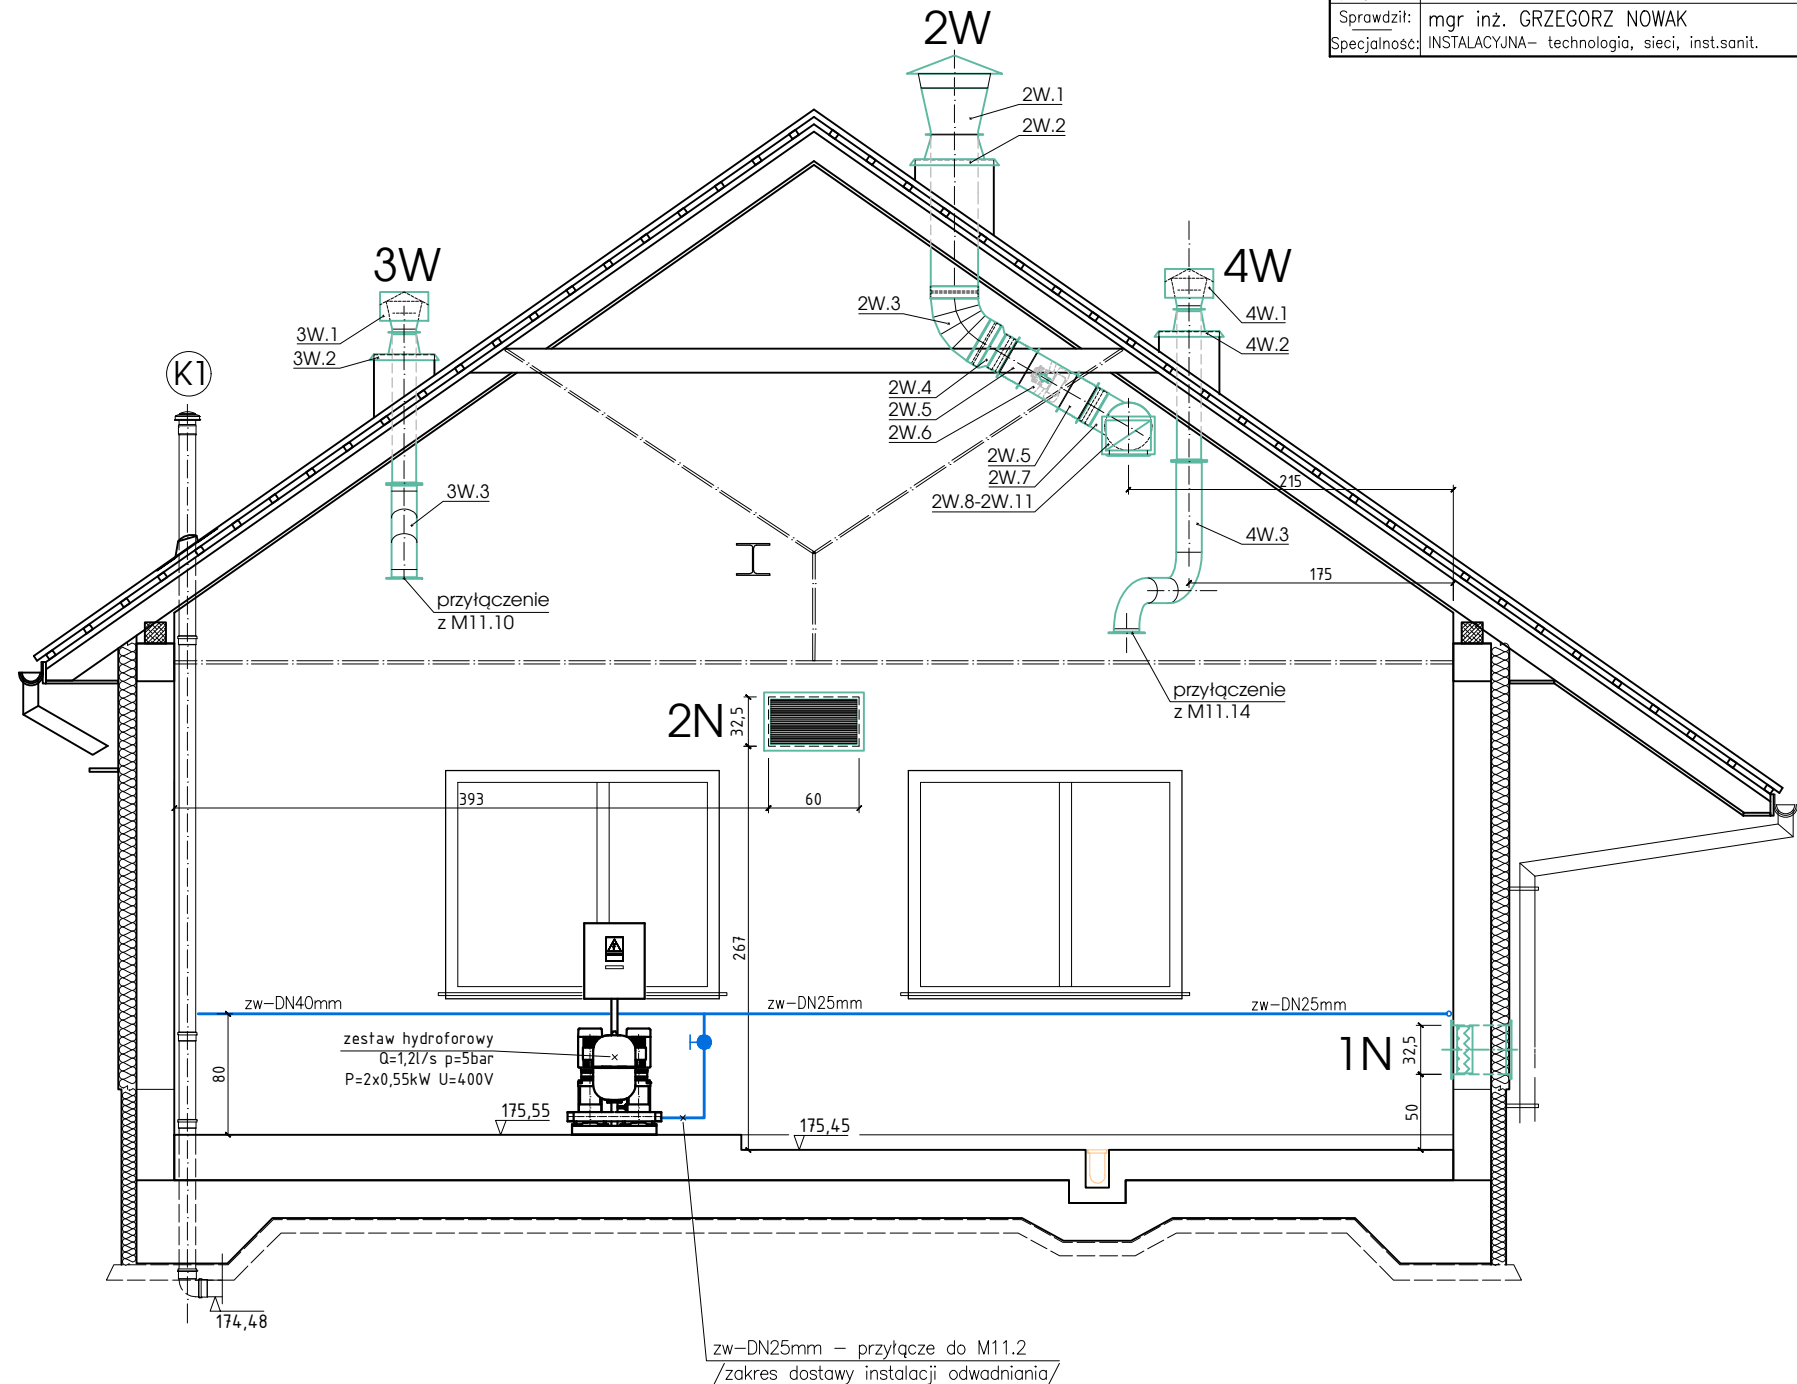 Sprawdził: mgr inż. GRZEGORZ NOWAK
Specjalność: INSTALACYJNA– technologia, sieci, inst.sanit.
2W
2W.1
2W.2
3W
4W
3W.1
3W.2
2W.3
4W.1
4W.2
K1
2W.4
2W.5
2W.6
2W.5
2W.7
2W.8-2W.11
215
3W.3
4W.3
175
przyłączenie
z M11.10
przyłączenie
z M11.14
2N
32,5
393
60
267
zw–DN40mm
zw–DN25mm
zw–DN25mm
zestaw hydroforowy
Q=1,2l/s p=5bar
P=2x0,55kW U=400V
80
1N
32,5
50
175,55
175,45
174,48
zw–DN25mm – przyłącze do M11.2
/zakres dostawy instalacji odwadniania/